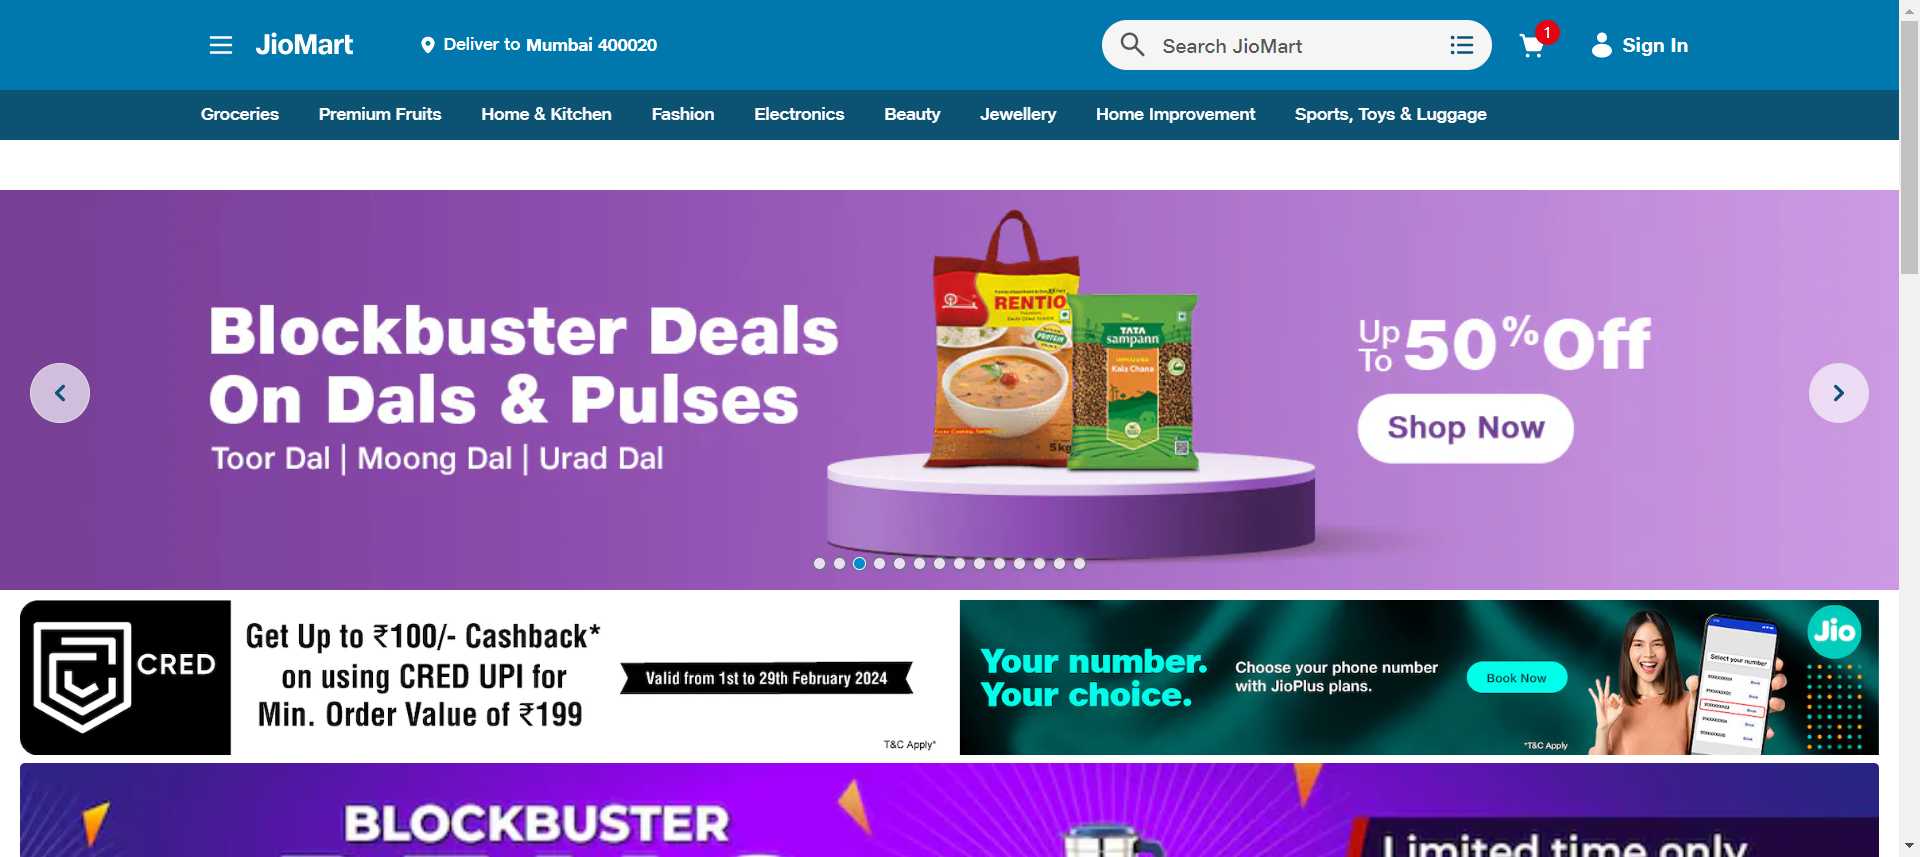 JioMart
Deliver to Mumbai 400020
Search JioMart
1
Sign In
Groceries
Premium Fruits
Home & Kitchen
Fashion
Electronics
Beauty
Jewellery
Home Improvement
Sports, Toys & Luggage
Blockbuster Deals
On Dals & Pulses
Toor Dal | Moong Dal | Urad Dal
RENTIO
5kg
TATA
sampann
Kala Chana
Up To 50% Off
Shop Now
CRED
Get Up to ₹100/- Cashback*
on using CRED UPI for
Min. Order Value of ₹199
Valid from 1st to 29th February 2024
T&C Apply*
Your number.
Your choice.
Choose your phone number
with JioPlus plans.
Book Now
*T&C Apply
Select your number
Jio
BLOCKBUSTER
Limited time only